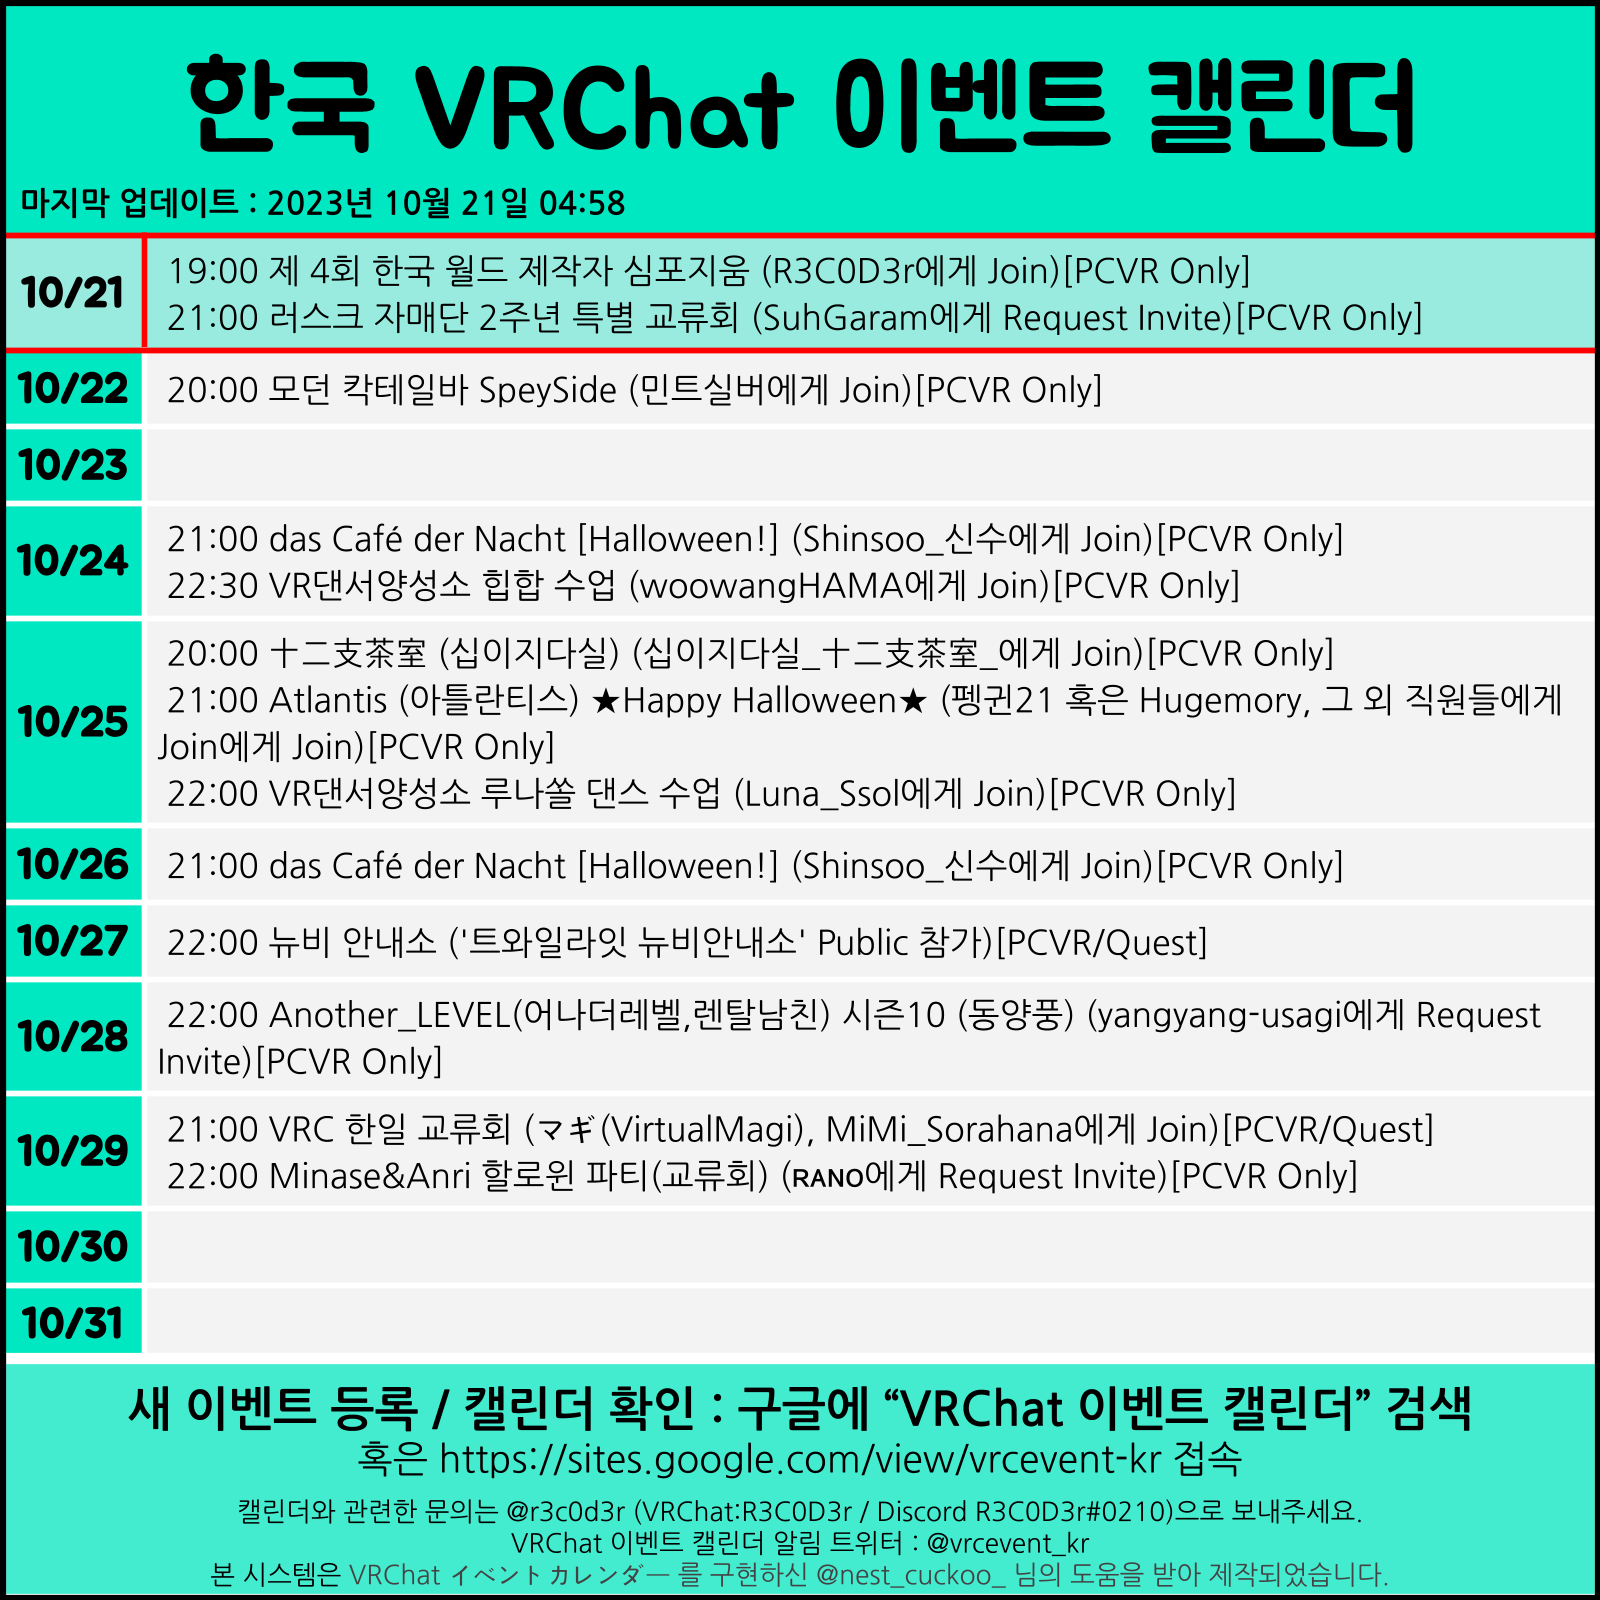 한국 VRChat 이벤트 캘린더
마지막 업데이트 : 2023년 10월 21일 04:58
10/21
19:00 제 4회 한국 월드 제작자 심포지움 (R3C0D3r에게 Join)[PCVR Only]
21:00 러스크 자매단 2주년 특별 교류회 (SuhGaram에게 Request Invite)[PCVR Only]
10/22
20:00 모던 칵테일바 SpeySide (민트실버에게 Join)[PCVR Only]
10/23
10/24
21:00 das Café der Nacht [Halloween!] (Shinsoo_신수에게 Join)[PCVR Only]
22:30 VR댄서양성소 힙합 수업 (woowangHAMA에게 Join)[PCVR Only]
10/25
20:00 十二支茶室 (십이지다실) (십이지다실_十二支茶室_에게 Join)[PCVR Only]
21:00 Atlantis (아틀란티스) ★Happy Halloween★ (펭귄21 혹은 Hugemory, 그 외 직원들에게
Join에게 Join)[PCVR Only]
22:00 VR댄서양성소 루나쏠 댄스 수업 (Luna_Ssol에게 Join)[PCVR Only]
10/26
21:00 das Café der Nacht [Halloween!] (Shinsoo_신수에게 Join)[PCVR Only]
10/27
22:00 뉴비 안내소 ('트와일라잇 뉴비안내소' Public 참가)[PCVR/Quest]
10/28
22:00 Another_LEVEL(어나더레벨,렌탈남친) 시즌10 (동양풍) (yangyang-usagi에게 Request
Invite)[PCVR Only]
10/29
21:00 VRC 한일 교류회 (マギ(VirtualMagi), MiMi_Sorahana에게 Join)[PCVR/Quest]
22:00 Minase&Anri 할로윈 파티(교류회) (ʀᴀɴᴏ에게 Request Invite)[PCVR Only]
10/30
10/31
새 이벤트 등록 / 캘린더 확인 : 구글에 “VRChat 이벤트 캘린더” 검색
혹은 https://sites.google.com/view/vrcevent-kr 접속
캘린더와 관련한 문의는 @r3c0d3r (VRChat:R3C0D3r / Discord R3C0D3r#0210)으로 보내주세요.
VRChat 이벤트 캘린더 알림 트위터 : @vrcevent_kr
본 시스템은 VRChat イベントカレンダー 를 구현하신 @nest_cuckoo_ 님의 도움을 받아 제작되었습니다.